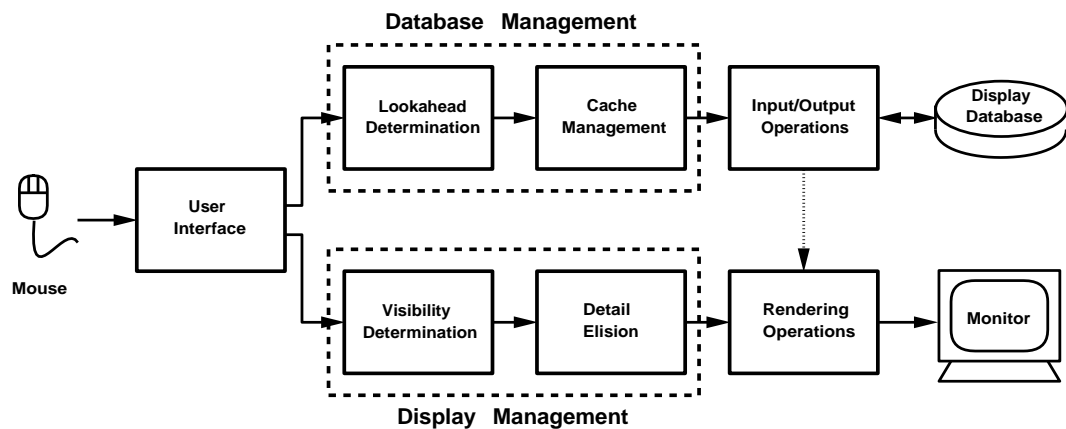 Database Management
Lookahead
Determination
Cache
Management
Input/Output
Operations
Display
Database
User
Interface
Mouse
Visibility
Determination
Detail
Elision
Rendering
Operations
Monitor
Display Management